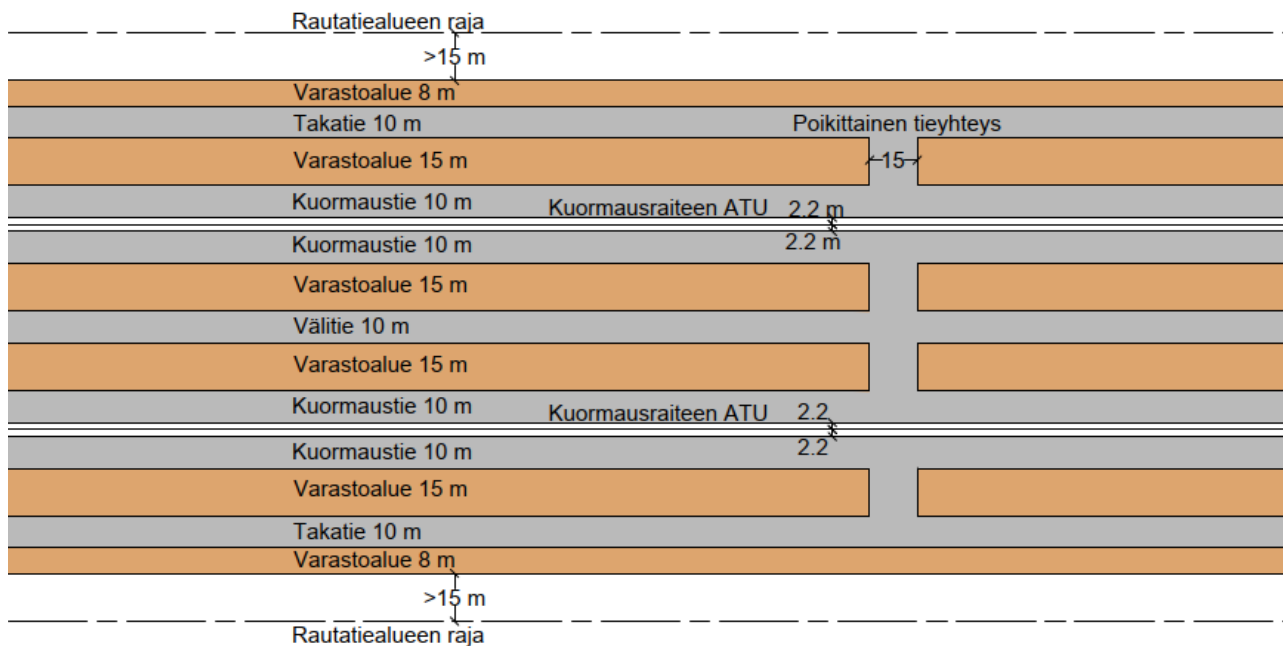 Rautatiealueen raja
>15 m
Varastoalue 8 m
Takatie 10 m
Poikittainen tieyhteys
Varastoalue 15 m
15
Kuormaustie 10 m
Kuormausraiteen ATU 2.2 m
Kuormaustie 10 m
2.2 m
Varastoalue 15 m
Välitie 10 m
Varastoalue 15 m
Kuormaustie 10 m
Kuormausraiteen ATU 2.2
Kuormaustie 10 m
2.2
Varastoalue 15 m
Takatie 10 m
Varastoalue 8 m
>15 m
Rautatiealueen raja